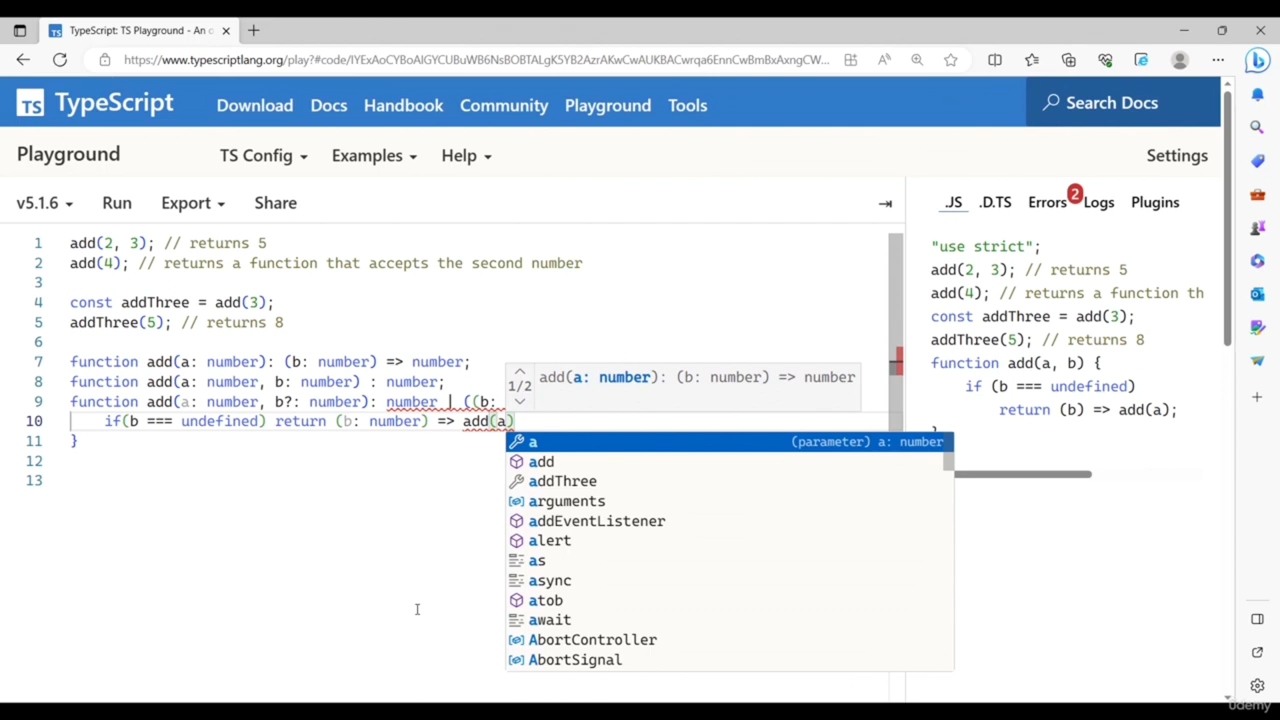 TypeScript: TS Playground - An o
https://www.typescriptlang.org/play?#code/IYExAoCYBoAIGYCUBuWB6NsBOBTALgK5YB2AzrAKwCwAUKBACwrqa6EnnCwBmBxAxngCW...
TS TypeScript Download Docs Handbook Community Playground Tools Search Docs
Playground TS Config Examples Help Settings
v5.1.6 Run Export Share .JS .D.TS Errors 2 Logs Plugins
1 add(2, 3); // returns 5
2 add(4); // returns a function that accepts the second number
3
4 const addThree = add(3);
5 addThree(5); // returns 8
6
7 function add(a: number): (b: number) => number;
8 function add(a: number, b: number) : number;
9 function add(a: number, b?: number): number | ((b:
10 if(b === undefined) return (b: number) => add(a)
11 }
12
13
1/2 add(a: number): (b: number) => number
a (parameter) a: number
add
addThree
arguments
addEventListener
alert
as
async
atob
await
AbortController
AbortSignal
"use strict";
add(2, 3); // returns 5
add(4); // returns a function th
const addThree = add(3);
addThree(5); // returns 8
function add(a, b) {
if (b === undefined)
return (b) => add(a);
}
udemy